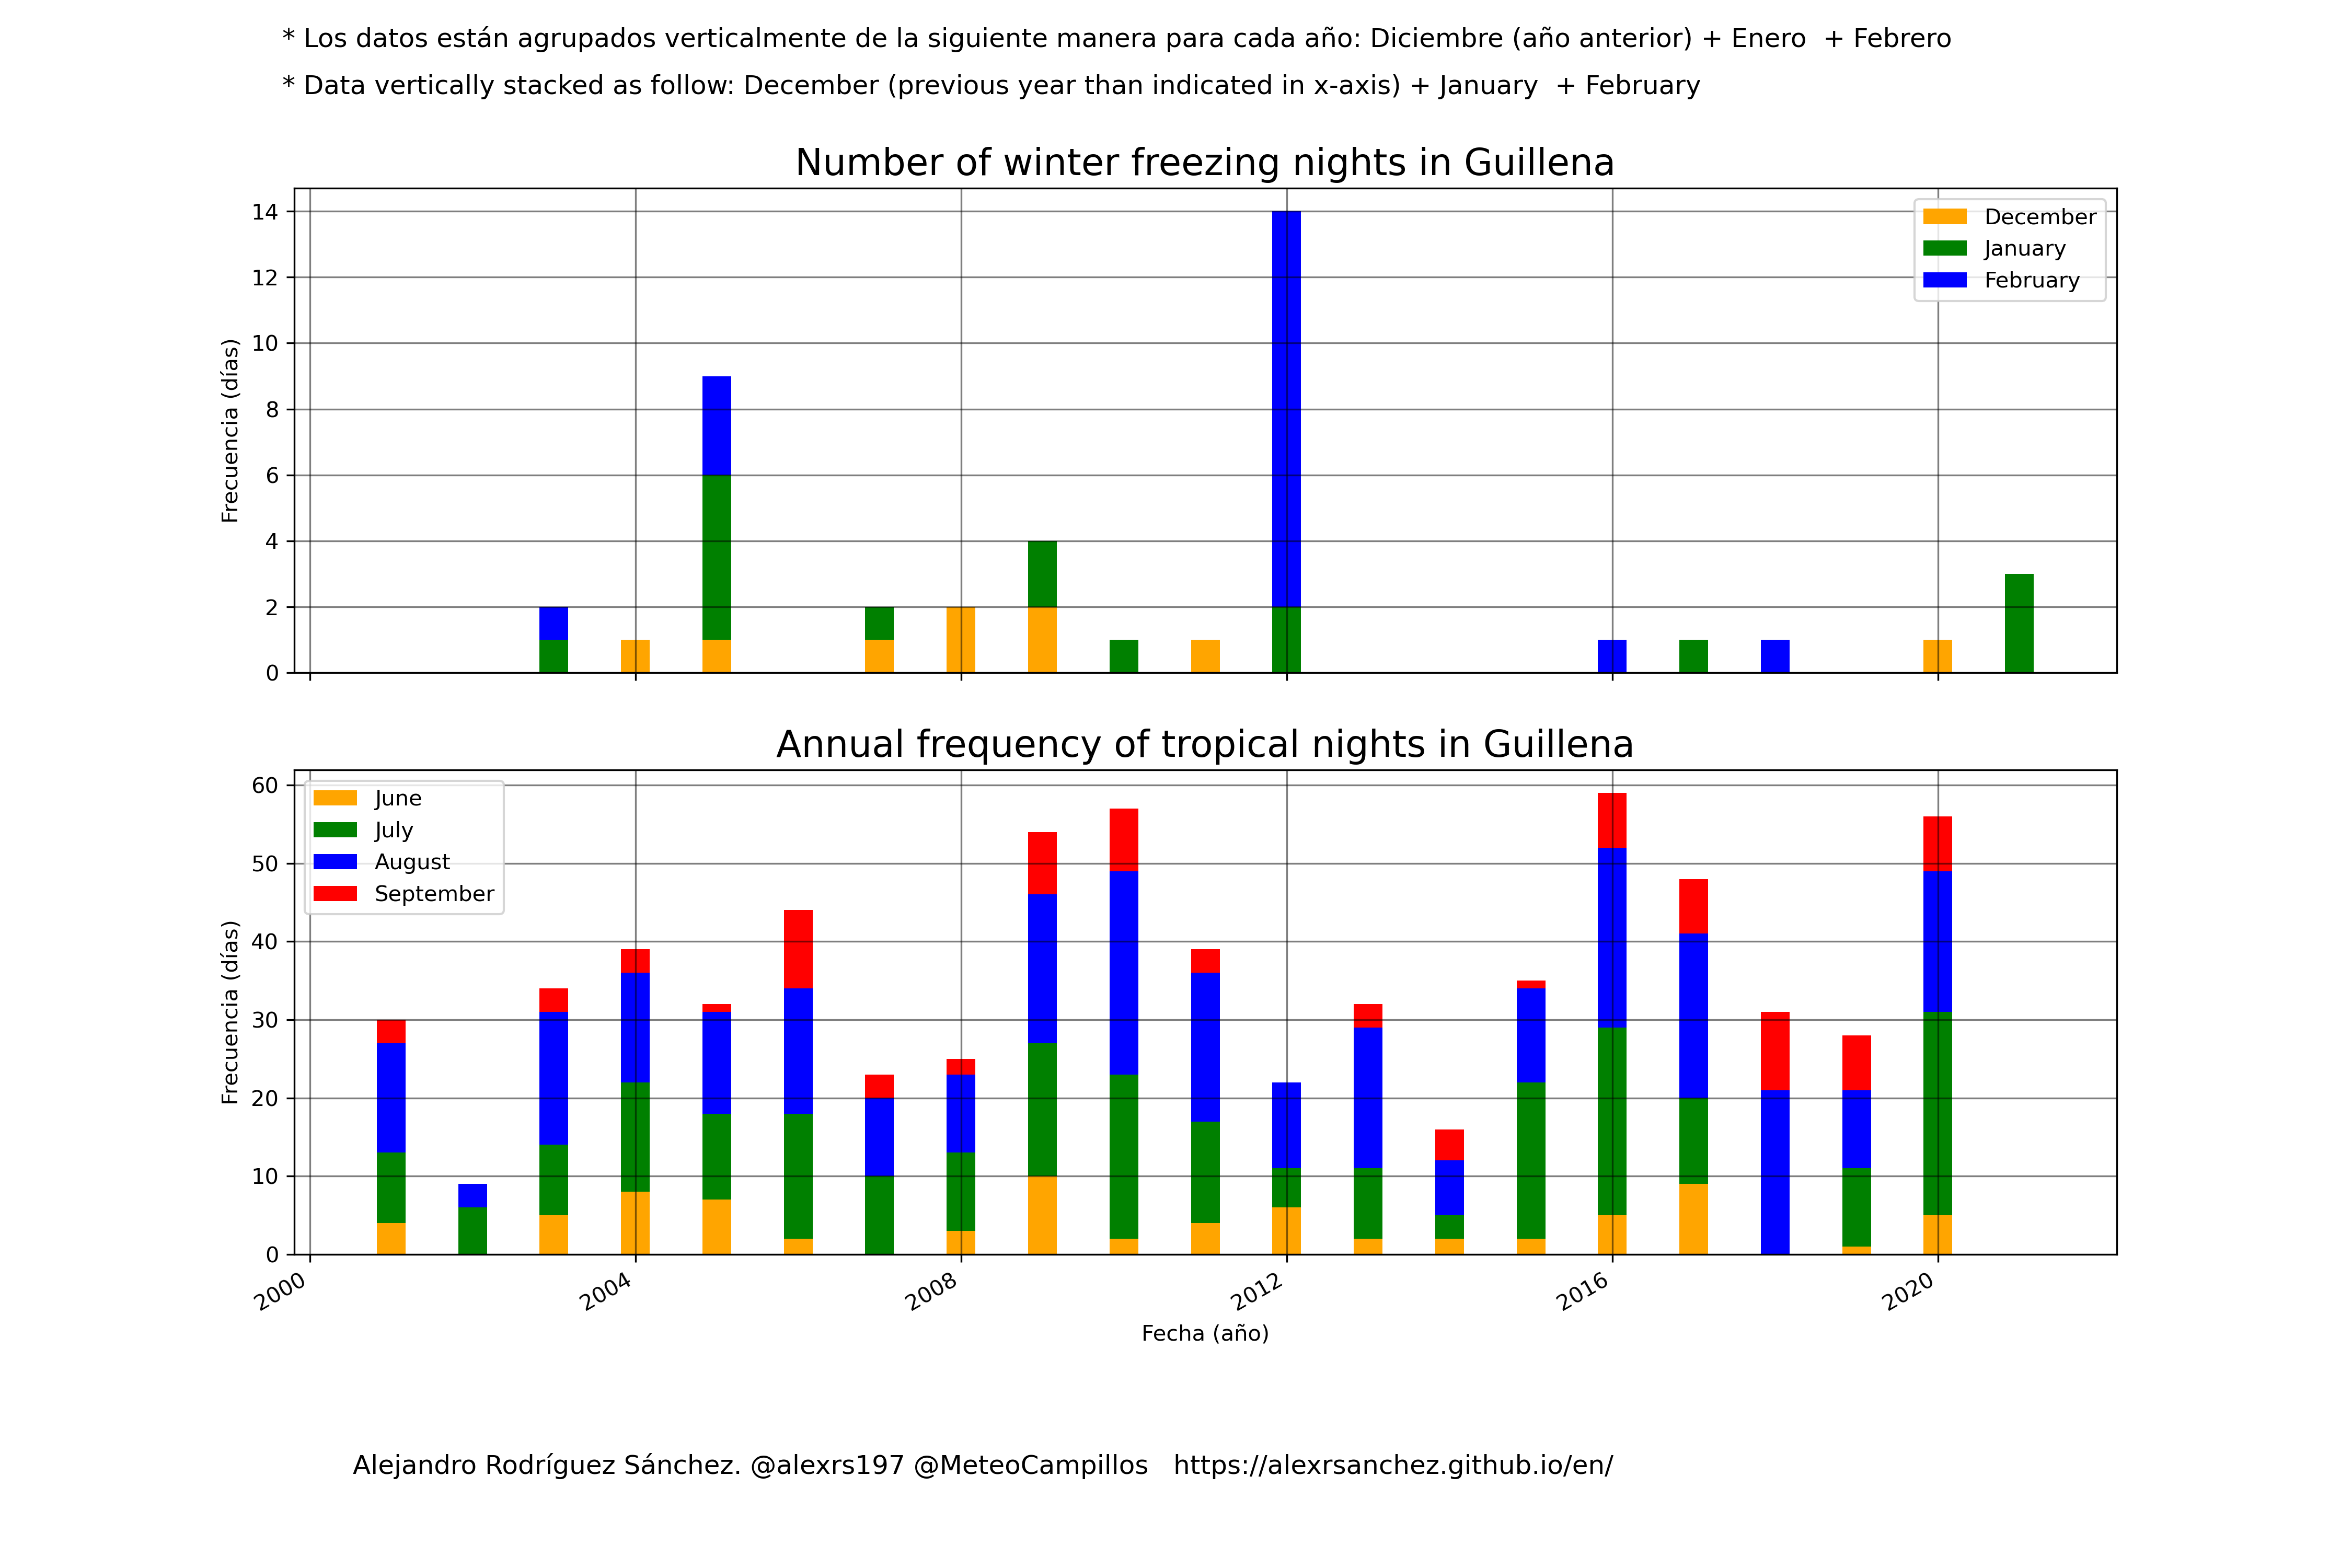 * Los datos están agrupados verticalmente de la siguiente manera para cada año: Diciembre (año anterior) + Enero  + Febrero
* Data vertically stacked as follow: December (previous year than indicated in x-axis) + January  + February
Number of winter freezing nights in Guillena
14
12
10
8
6
4
2
0
Frecuencia (días)
December
January
February
Annual frequency of tropical nights in Guillena
60
50
40
30
20
10
0
Frecuencia (días)
June
July
August
September
2000
2004
2008
2012
2016
2020
Fecha (año)
Alejandro Rodríguez Sánchez. @alexrs197 @MeteoCampillos   https://alexrsanchez.github.io/en/